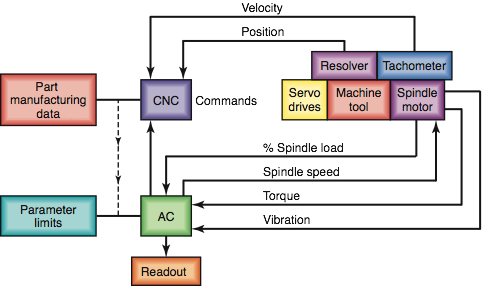 Velocity
Position
Resolver
Tachometer
Part
manufacturing
data
CNC
Commands
Servo
drives
Machine
tool
Spindle
motor
% Spindle load
Spindle speed
Torque
Parameter
limits
AC
Vibration
Readout